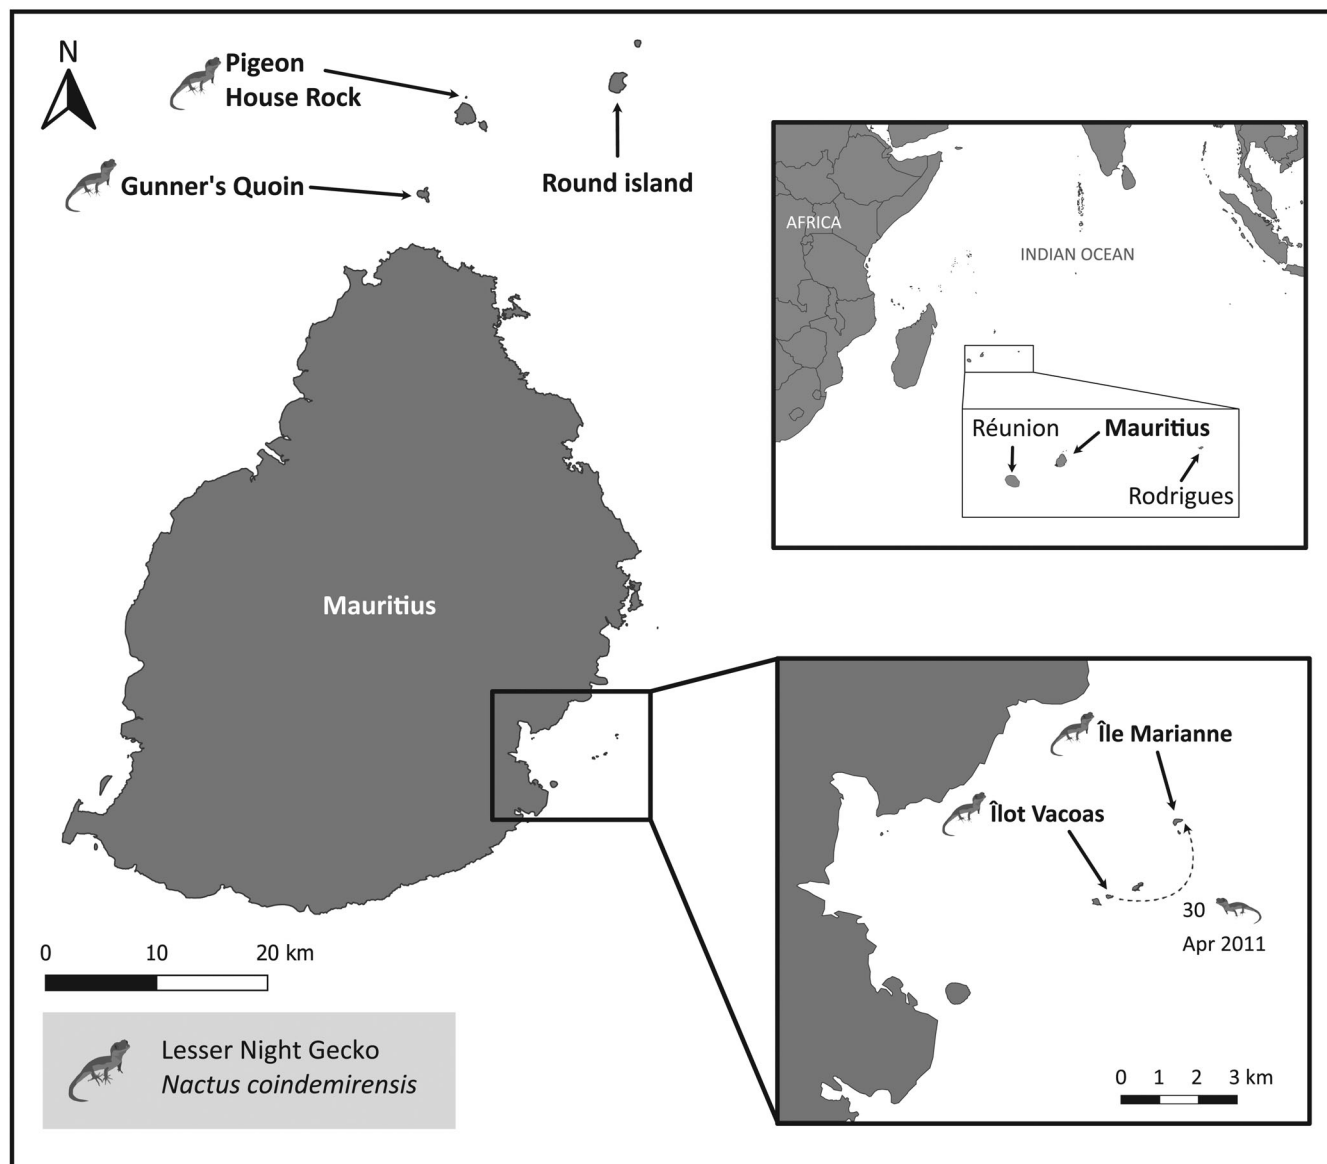 N
Pigeon
House Rock
Gunner's Quoin
Round island
AFRICA
INDIAN OCEAN
Réunion
Mauritius
Rodrigues
Mauritius
Île Marianne
Îlot Vacoas
30
Apr 2011
0 1 2 3 km
0 10 20 km
Lesser Night Gecko
Nactus coindemirensis